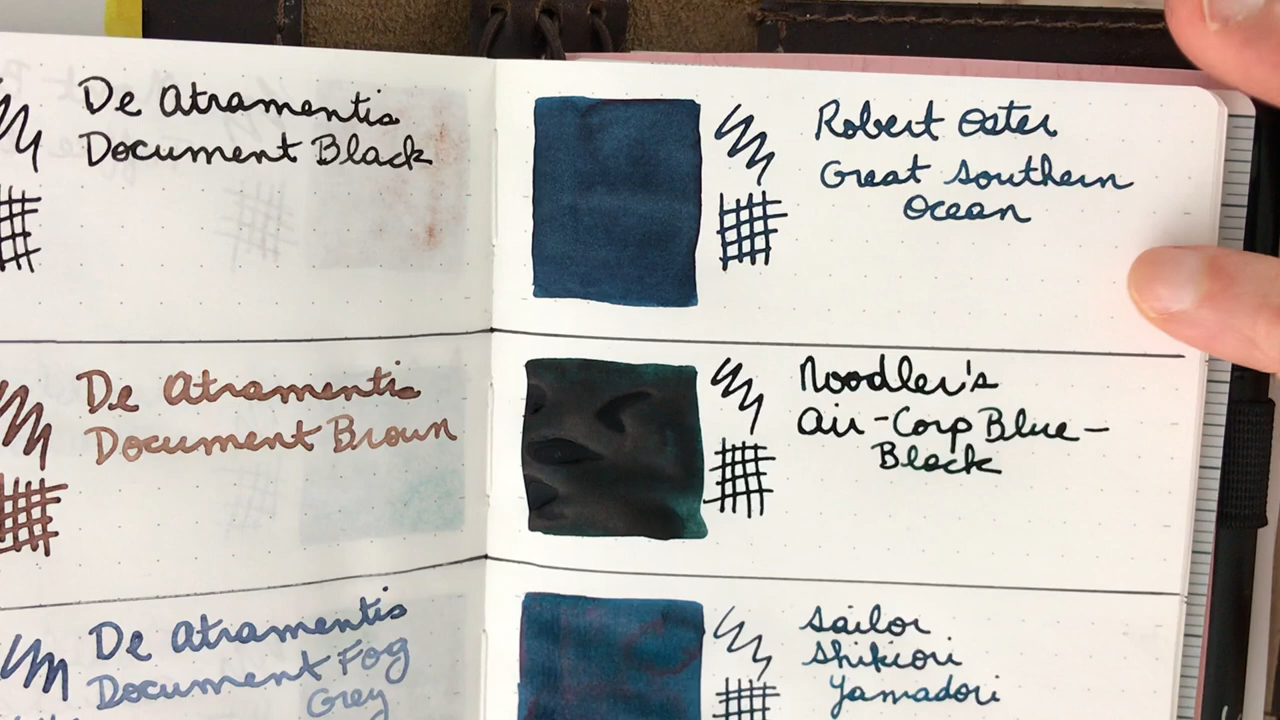 De Atramentis
Document Black
De Atramentis
Document Brown
De Atramentis
Document Fog
Grey
Robert Oster
Great Southern
Ocean
Noodler's
Air-Corp Blue-
Black
Sailor
Shikiori
Yamadori